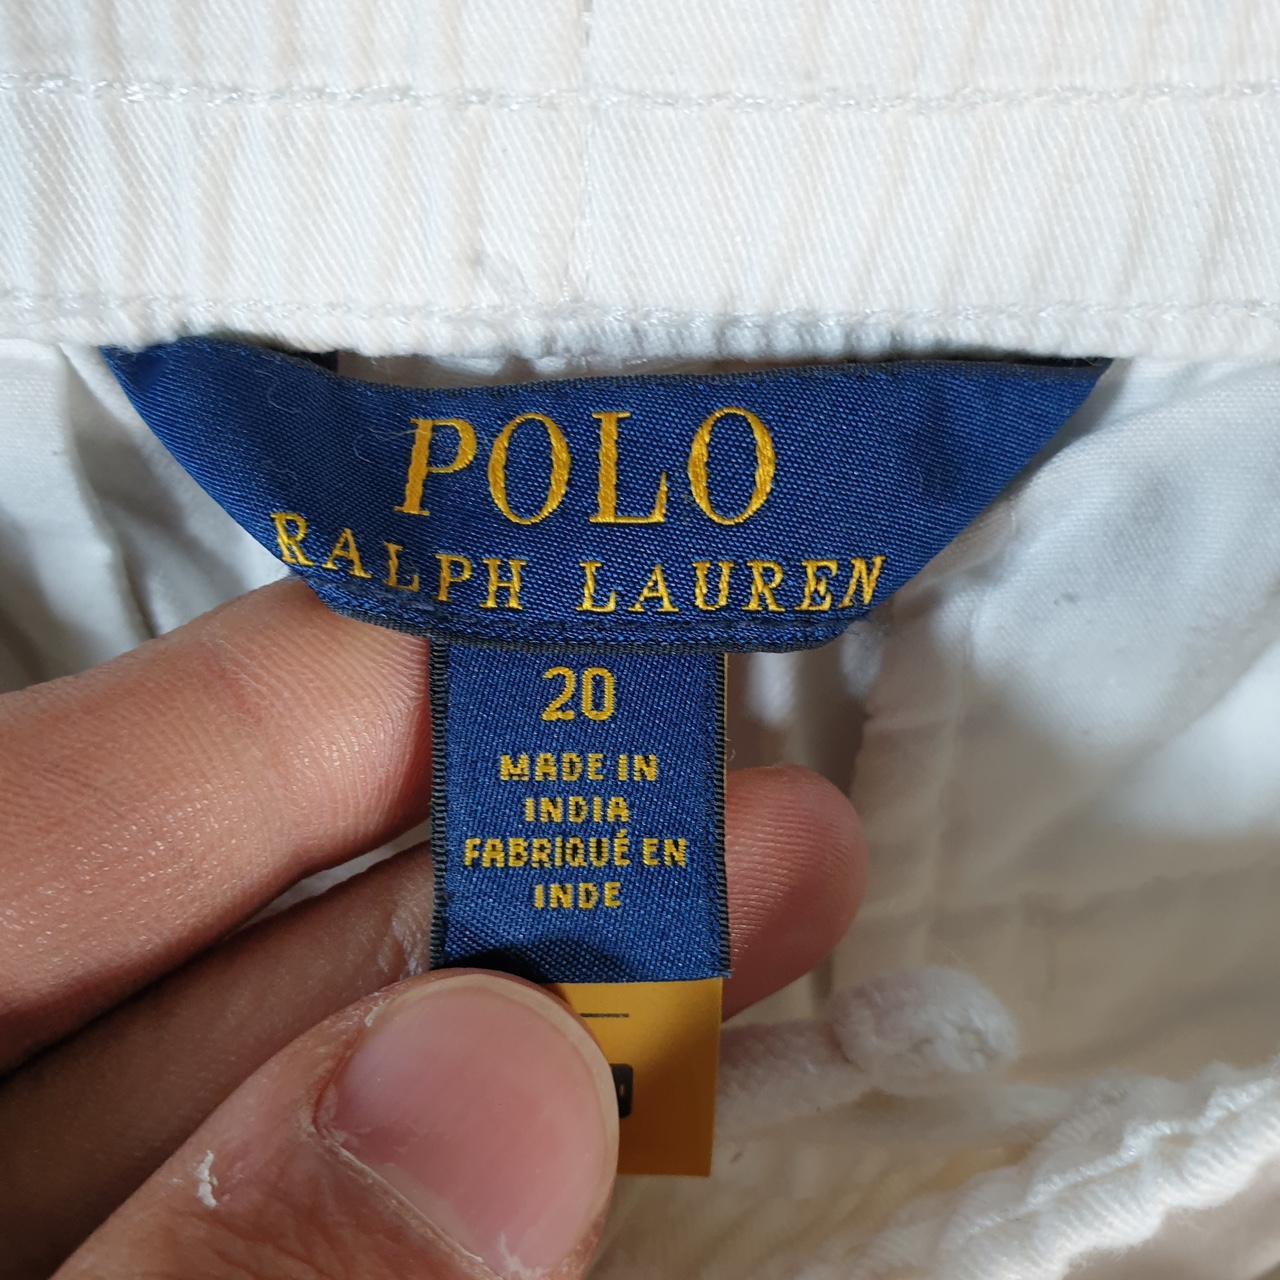 POLO
RALPH LAUREN
20
MADE IN
INDIA
FABRIQUÉ EN
INDE